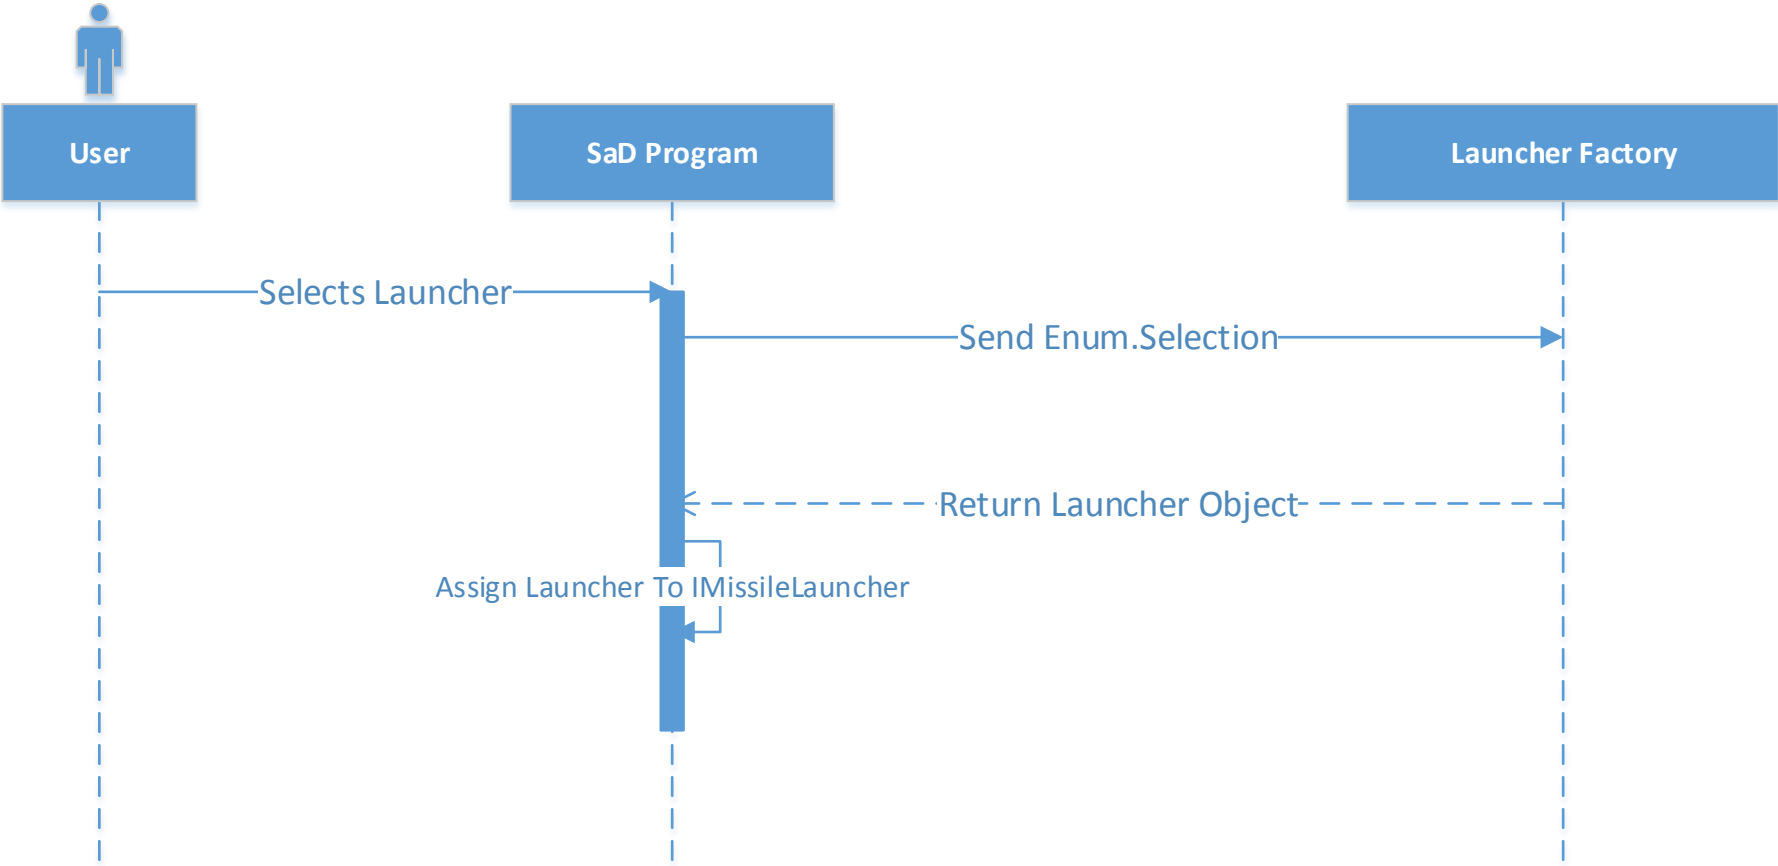 User
SaD Program
Launcher Factory
Selects Launcher
Send Enum.Selection
Return Launcher Object
Assign Launcher To IMissileLauncher